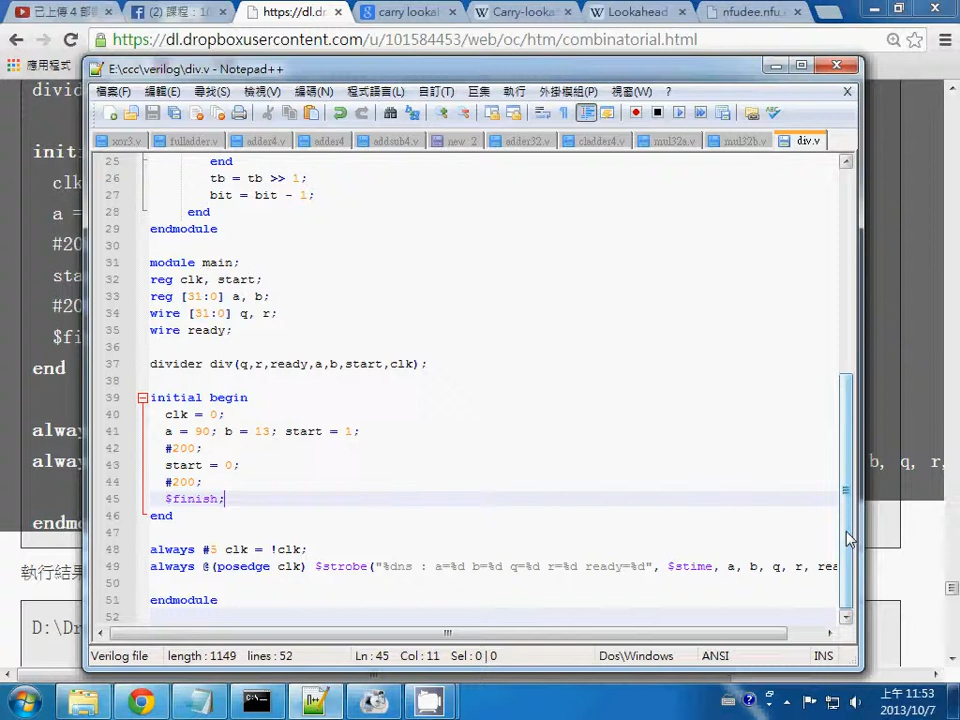 已上傳 4 部影
(2) 課程：10
https://dl.dr
carry lookal
Carry-looka
Lookahead
nfudee.nfu.
https://dl.dropboxusercontent.com/u/101584453/web/oc/htm/combinatorial.html
應用程式
E:\ccc\verilog\div.v - Notepad++
檔案(F) 編輯(E) 尋找(S) 檢視(V) 編碼(N) 程式語言(L) 自訂(T) 巨集 執行 外掛模組(P) 視窗(W) ? X
xor3.v fulladder.v adder4.v adder4 addsub4.v new 2 adder32.v cladder4.v mul32a.v mul32b.v div.v
25 end
26 tb = tb >> 1;
27 bit = bit - 1;
28 end
29 endmodule
30
31 module main;
32 reg clk, start;
33 reg [31:0] a, b;
34 wire [31:0] q, r;
35 wire ready;
36
37 divider div(q,r,ready,a,b,start,clk);
38
39 initial begin
40 clk = 0;
41 a = 90; b = 13; start = 1;
42 #200;
43 start = 0;
44 #200;
45 $finish;
46 end
47
48 always #5 clk = !clk;
49 always @(posedge clk) $strobe("%dns : a=%d b=%d q=%d r=%d ready=%d", $stime, a, b, q, r, rea
50
51 endmodule
52
Verilog file length : 1149 lines : 52 Ln : 45 Col : 11 Sel : 0 | 0 Dos\Windows ANSI INS
divid
init
clk
a =
#20
sta
#20
$fi
end
alwa
alwa b, q, r,
endm
執行結果
D:\Dr
上午 11:53
2013/10/7